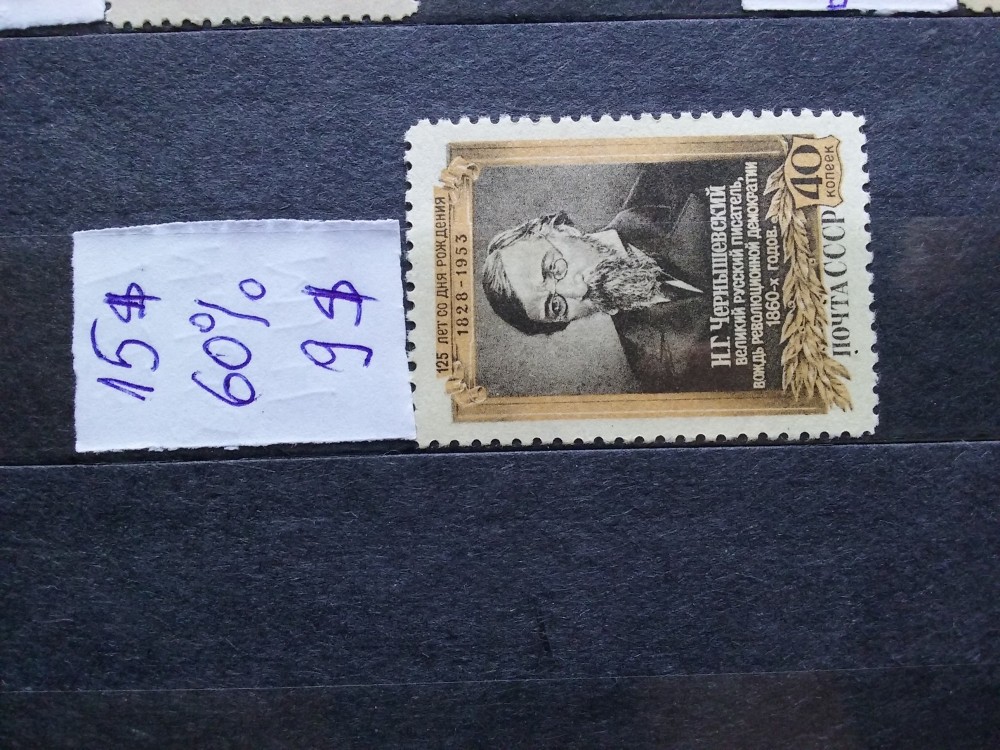 15$
60%
9$
125 лет со дня рождения
1828-1953
Н.Г. Чернышевский
великий русский писатель,
вождь революционной демократии
1860-х годов.
40
копеек
почта СССР